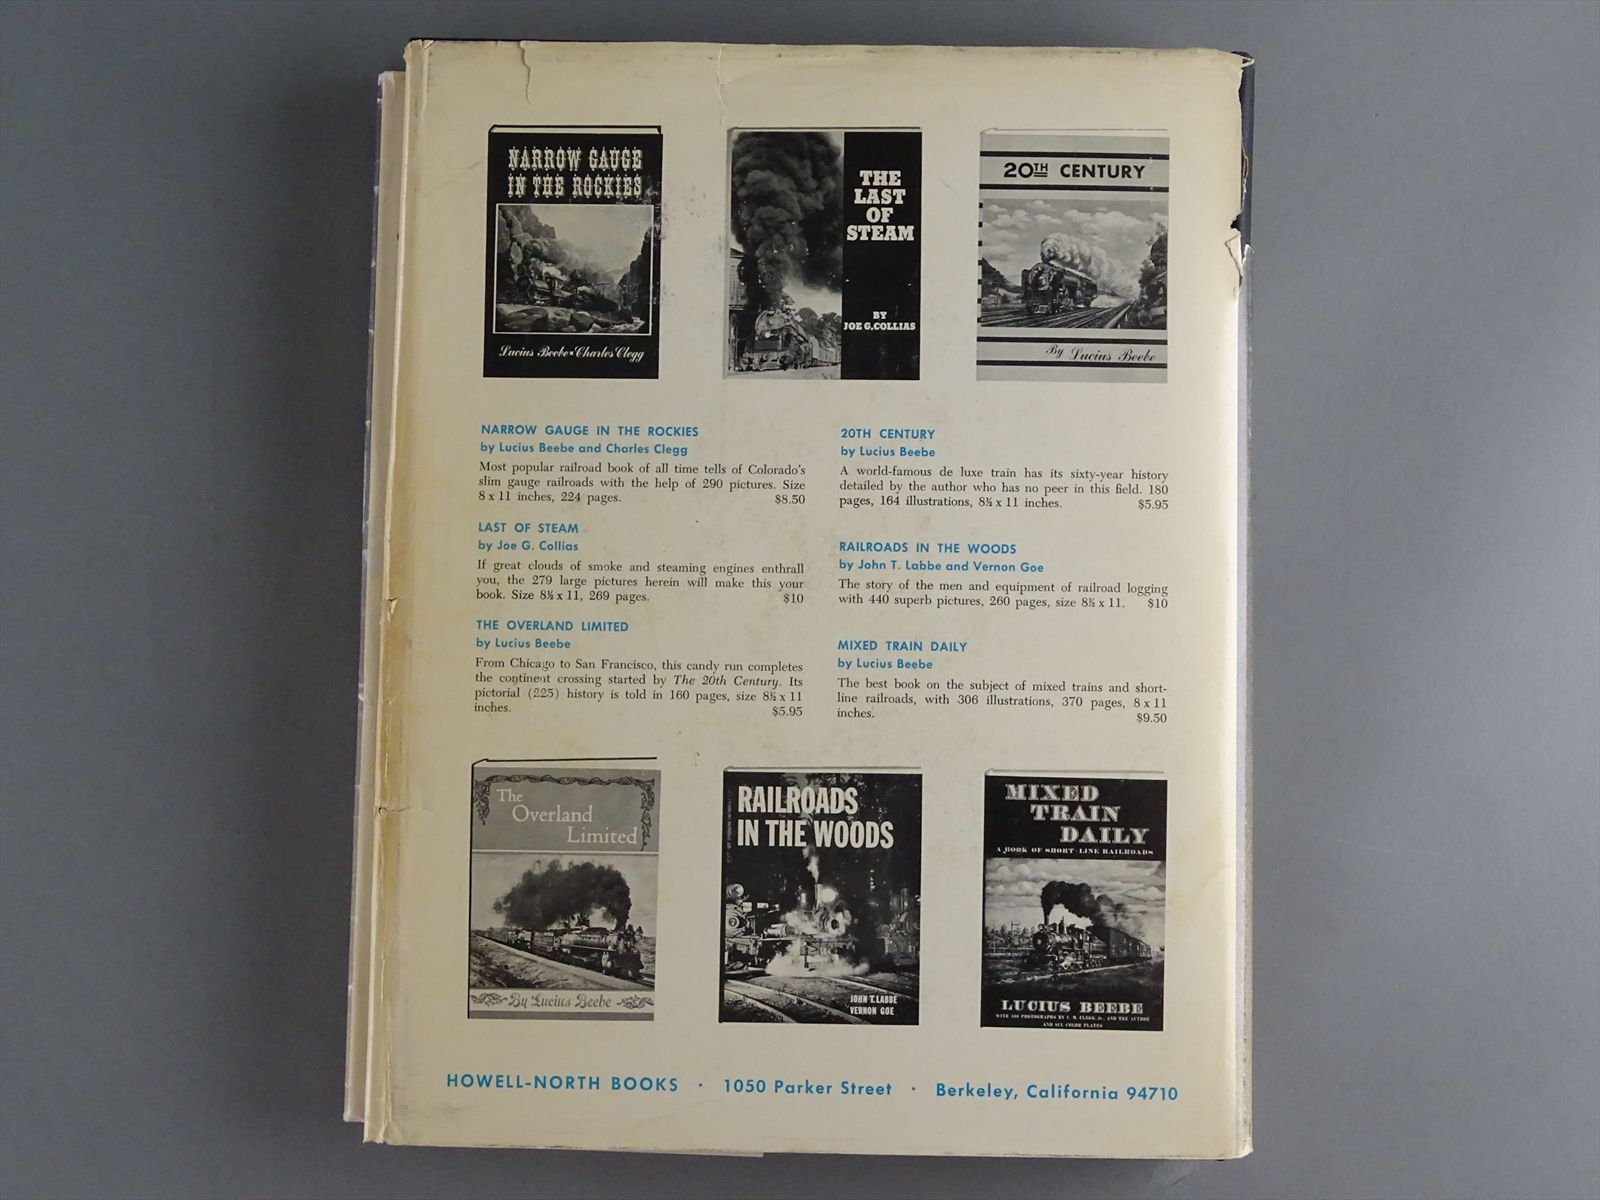 NARROW GAUGE
IN THE ROCKIES
Lucius Beebe · Charles Clegg
THE
LAST
OF
STEAM
BY
JOE G. COLLIAS
20TH CENTURY
By Lucius Beebe
NARROW GAUGE IN THE ROCKIES
by Lucius Beebe and Charles Clegg
Most popular railroad book of all time tells of Colorado's
slim gauge railroads with the help of 290 pictures. Size
8 x 11 inches, 224 pages. $8.50
LAST OF STEAM
by Joe G. Collias
If great clouds of smoke and steaming engines enthrall
you, the 279 large pictures herein will make this your
book. Size 8½ x 11, 269 pages. $10
THE OVERLAND LIMITED
by Lucius Beebe
From Chicago to San Francisco, this candy run completes
the continent crossing started by The 20th Century. Its
pictorial (225) history is told in 160 pages, size 8½ x 11
inches. $5.95
20TH CENTURY
by Lucius Beebe
A world-famous de luxe train has its sixty-year history
detailed by the author who has no peer in this field. 180
pages, 164 illustrations, 8½ x 11 inches. $5.95
RAILROADS IN THE WOODS
by John T. Labbe and Vernon Goe
The story of the men and equipment of railroad logging
with 440 superb pictures, 260 pages, size 8½ x 11. $10
MIXED TRAIN DAILY
by Lucius Beebe
The best book on the subject of mixed trains and short-
line railroads, with 306 illustrations, 370 pages, 8 x 11
inches. $9.50
The
Overland
Limited
By Lucius Beebe
RAILROADS
IN THE WOODS
JOHN T. LABBE
VERNON GOE
MIXED
TRAIN
DAILY
A BOOK OF SHORT-LINE RAILROADS
LUCIUS BEEBE
WITH 300 PHOTOGRAPHS BY C. M. CLEGG, Jr., AND THE AUTHOR
AND SIX COLOR PLATES
HOWELL-NORTH BOOKS · 1050 Parker Street · Berkeley, California 94710